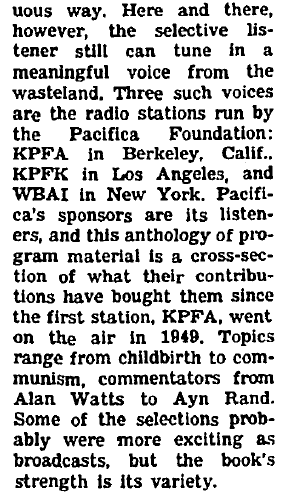 uous way. Here and there,
however, the selective lis-
tener still can tune in a
meaningful voice from the
wasteland. Three such voices
are the radio stations run by
the Pacifica Foundation:
KPFA in Berkeley, Calif.,
KPFK in Los Angeles, and
WBAI in New York. Pacifi-
ca's sponsors are its listen-
ers, and this anthology of pro-
gram material is a cross-sec-
tion of what their contribu-
tions have bought them since
the first station, KPFA, went
on the air in 1949. Topics
range from childbirth to com-
munism, commentators from
Alan Watts to Ayn Rand.
Some of the selections prob-
ably were more exciting as
broadcasts, but the book's
strength is its variety.